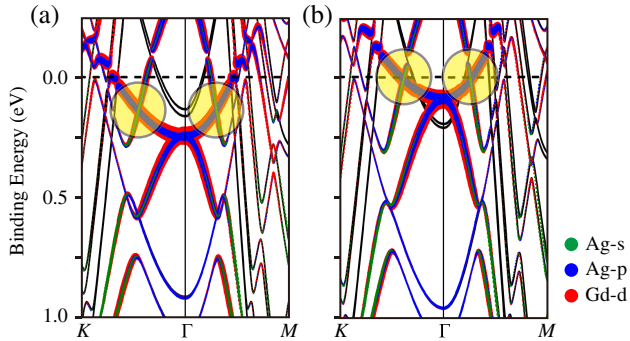 (a)
(b)
0.0
0.5
1.0
Binding Energy (eV)
K Γ M
K Γ M
Ag-s
Ag-p
Gd-d